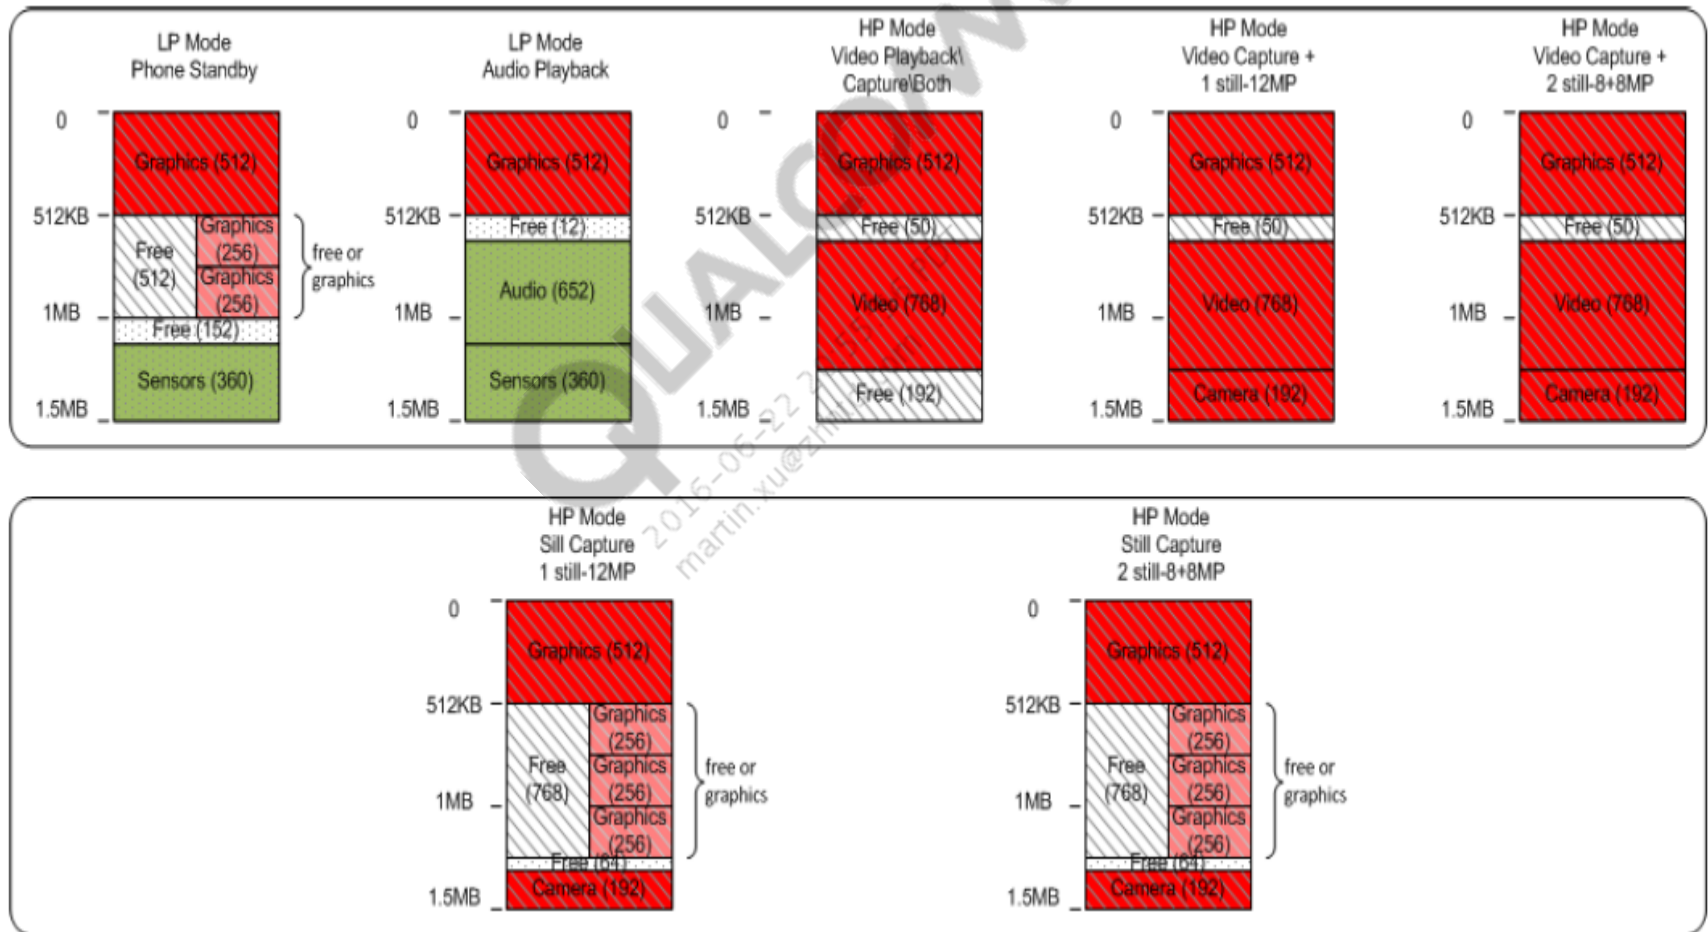 LP Mode
Phone Standby
0
512KB
1MB
1.5MB
Graphics (512)
Free
(512)
Graphics
(256)
Graphics
(256)
free or
graphics
Free (152)
Sensors (360)
LP Mode
Audio Playback
0
512KB
1MB
1.5MB
Graphics (512)
Free (12)
Audio (652)
Sensors (360)
HP Mode
Video Playback\
Capture\Both
0
512KB
1MB
1.5MB
Graphics (512)
Free (50)
Video (768)
Free (192)
HP Mode
Video Capture +
1 still-12MP
0
512KB
1MB
1.5MB
Graphics (512)
Free (50)
Video (768)
Camera (192)
HP Mode
Video Capture +
2 still-8+8MP
0
512KB
1MB
1.5MB
Graphics (512)
Free (50)
Video (768)
Camera (192)
QUALCOM
2016-06-22
HP Mode
Sill Capture
1 still-12MP
0
512KB
1MB
1.5MB
Graphics (512)
Free
(768)
Graphics
(256)
Graphics
(256)
Graphics
(256)
free or
graphics
Free (64)
Camera (192)
HP Mode
Still Capture
2 still-8+8MP
0
512KB
1MB
1.5MB
Graphics (512)
Free
(768)
Graphics
(256)
Graphics
(256)
Graphics
(256)
free or
graphics
Free (64)
Camera (192)